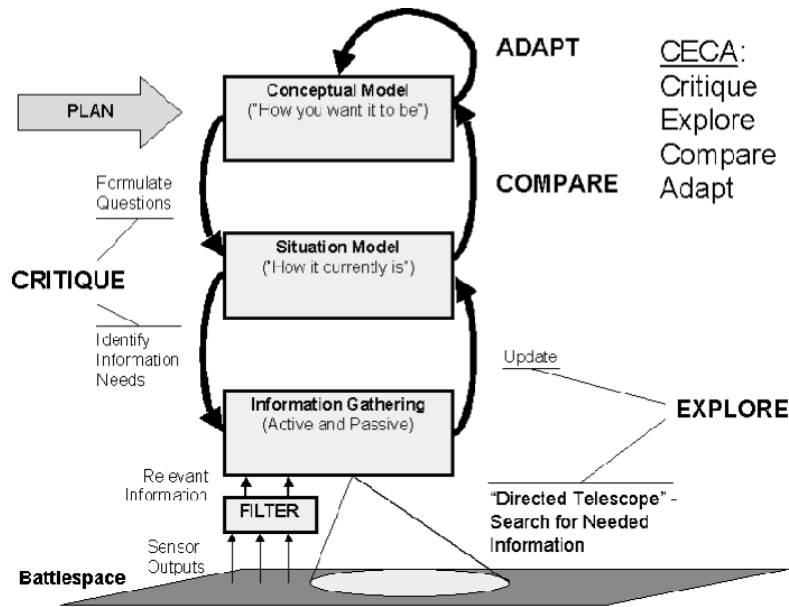 ADAPT
CECA:
Critique
Explore
Compare
Adapt
Conceptual Model
("How you want it to be")
PLAN
Formulate
Questions
COMPARE
Situation Model
("How it currently is")
CRITIQUE
Identify
Information
Needs
Update
Information Gathering
(Active and Passive)
EXPLORE
Relevant
Information
FILTER
"Directed Telescope" -
Search for Needed
Information
Sensor
Outputs
Battlespace